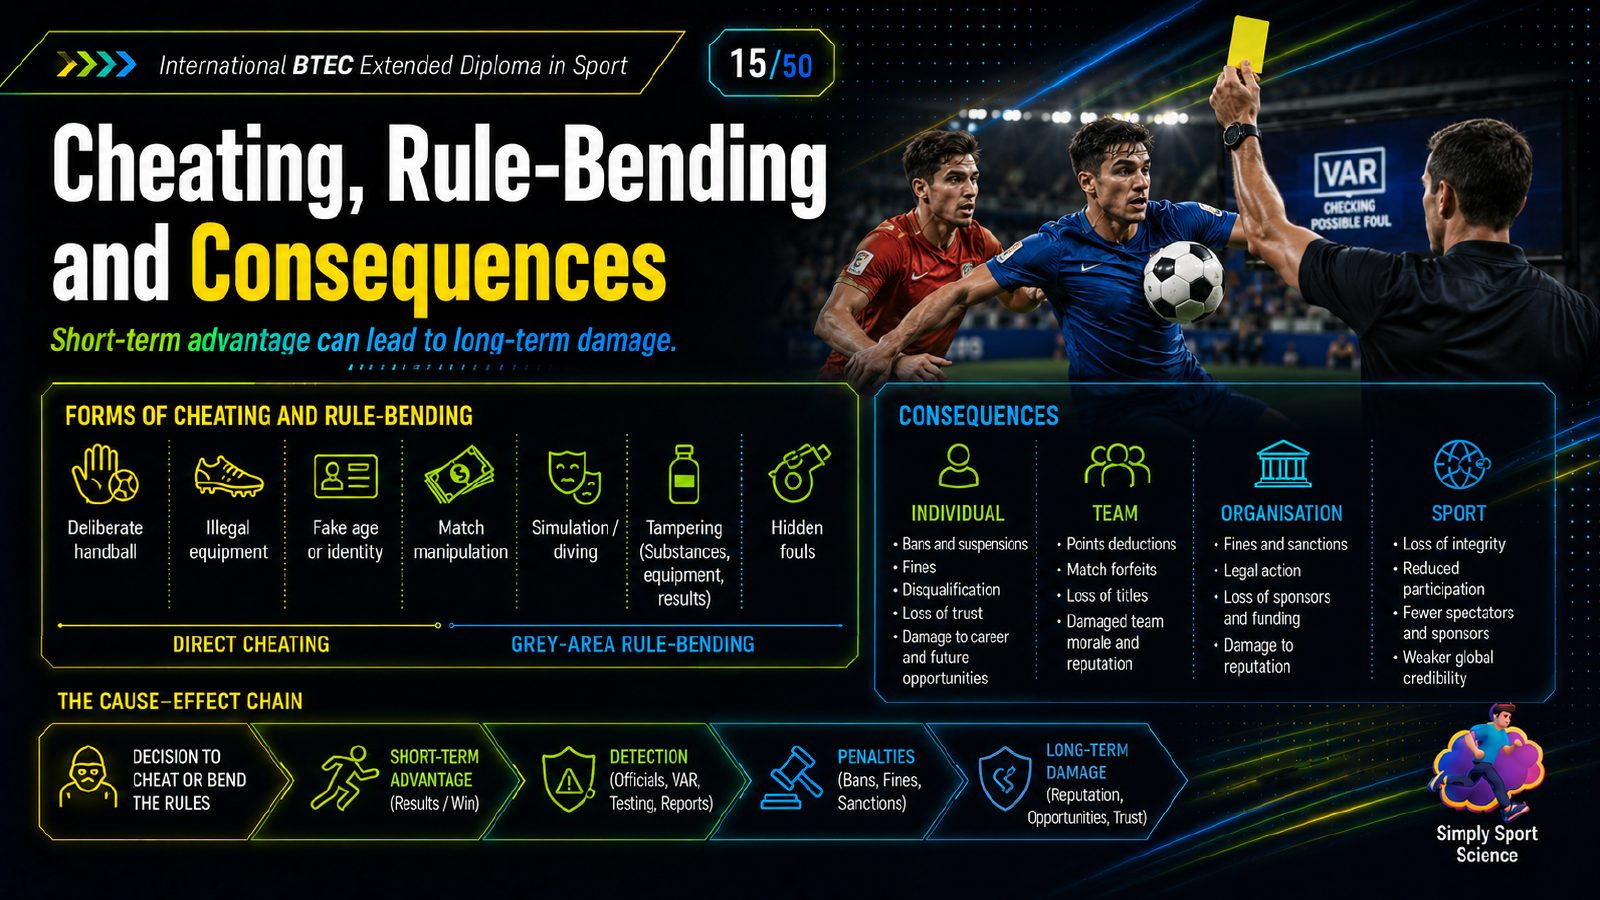 International BTEC Extended Diploma in Sport
15/50
Cheating, Rule-Bending
and Consequences
Short-term advantage can lead to long-term damage.
VAR
CHECKING
POSSIBLE FOUL
FORMS OF CHEATING AND RULE-BENDING
Deliberate
handball
Illegal
equipment
Fake age
or identity
Match
manipulation
Simulation /
diving
Tampering
(Substances,
equipment,
results)
Hidden
fouls
DIRECT CHEATING
GREY-AREA RULE-BENDING
CONSEQUENCES
INDIVIDUAL
• Bans and suspensions
• Fines
• Disqualification
• Loss of trust
• Damage to career
and future
opportunities
TEAM
• Points deductions
• Match forfeits
• Loss of titles
• Damaged team
morale and
reputation
ORGANISATION
• Fines and sanctions
• Legal action
• Loss of sponsors
and funding
• Damage to
reputation
SPORT
• Loss of integrity
• Reduced
participation
• Fewer spectators
and sponsors
• Weaker global
credibility
THE CAUSE–EFFECT CHAIN
DECISION TO
CHEAT OR BEND
THE RULES
SHORT-TERM
ADVANTAGE
(Results / Win)
DETECTION
(Officials, VAR,
Testing, Reports)
PENALTIES
(Bans, Fines,
Sanctions)
LONG-TERM
DAMAGE
(Reputation,
Opportunities, Trust)
Simply Sport
Science